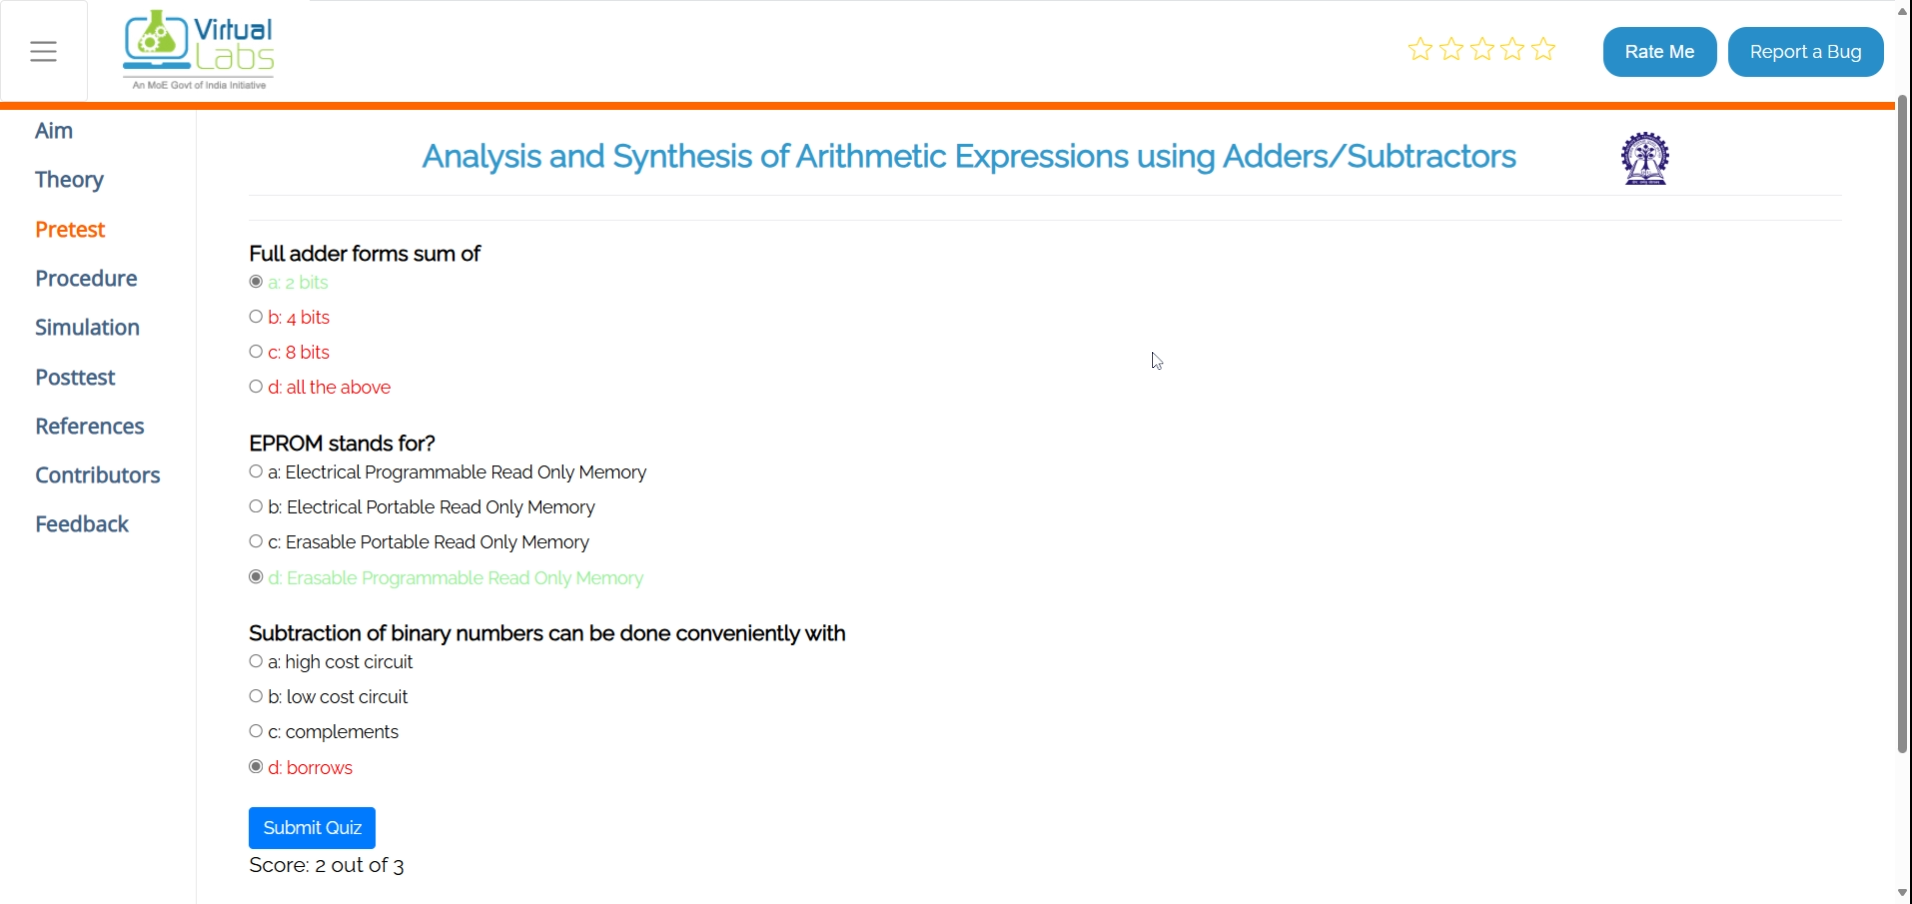 Virtual
Labs
An MoE Govt of India Initiative
Rate Me
Report a Bug
Aim
Theory
Pretest
Procedure
Simulation
Posttest
References
Contributors
Feedback
Analysis and Synthesis of Arithmetic Expressions using Adders/Subtractors
Full adder forms sum of
a: 2 bits
b: 4 bits
c: 8 bits
d: all the above
EPROM stands for?
a: Electrical Programmable Read Only Memory
b: Electrical Portable Read Only Memory
c: Erasable Portable Read Only Memory
d: Erasable Programmable Read Only Memory
Subtraction of binary numbers can be done conveniently with
a: high cost circuit
b: low cost circuit
c: complements
d: borrows
Submit Quiz
Score: 2 out of 3